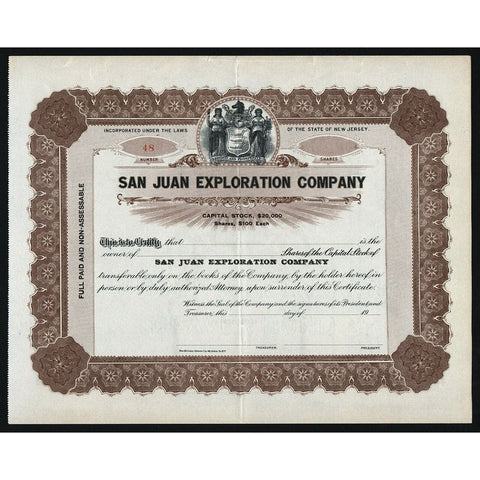 INCORPORATED UNDER THE LAWS OF THE STATE OF NEW JERSEY.
48
NUMBER SHARES
SAN JUAN EXPLORATION COMPANY
CAPITAL STOCK, $20,000
Shares, $100 Each
FULL PAID AND NON-ASSESSABLE
This is to Certify that is the
owner of Shares of the Capital Stock of
SAN JUAN EXPLORATION COMPANY
transferable only on the books of the Company, by the holder hereof, in
person or by duly authorized Attorney, upon surrender of this Certificate.
Witness the Seal of the Company and the signatures of its President and
Treasurer, this day of 19
TREASURER. PRESIDENT.